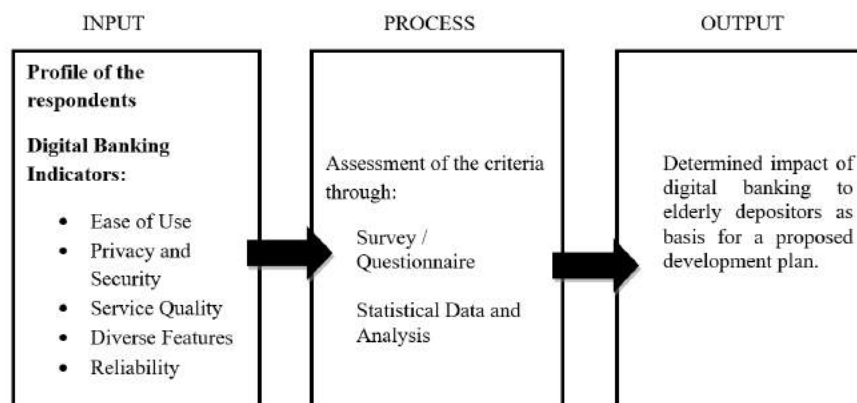 INPUT
Profile of the
respondents
Digital Banking
Indicators:
• Ease of Use
• Privacy and
Security
• Service Quality
• Diverse Features
• Reliability
PROCESS
Assessment of the criteria
through:
Survey /
Questionnaire
Statistical Data and
Analysis
OUTPUT
Determined impact of
digital banking to
elderly depositors as
basis for a proposed
development plan.